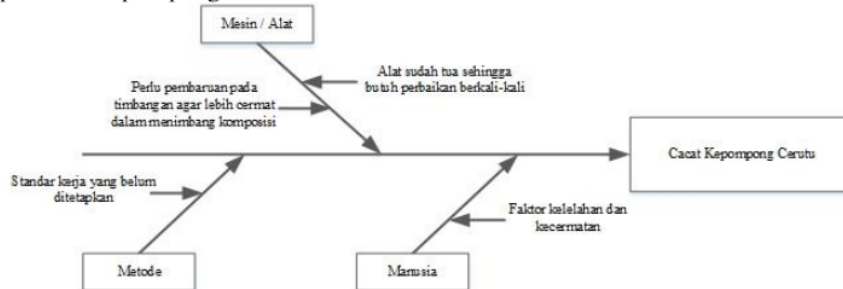 Mesin / Alat
Alat sudah tua sehingga
butuh perbaikan berkali-kali
Perlu pembaruan pada
timbangan agar lebih cermat
dalam menimbang komposisi
Cacat Kepompong Cerutu
Standar kerja yang belum
ditetapkan
Faktor kelelahan dan
kecermatan
Metode
Manusia